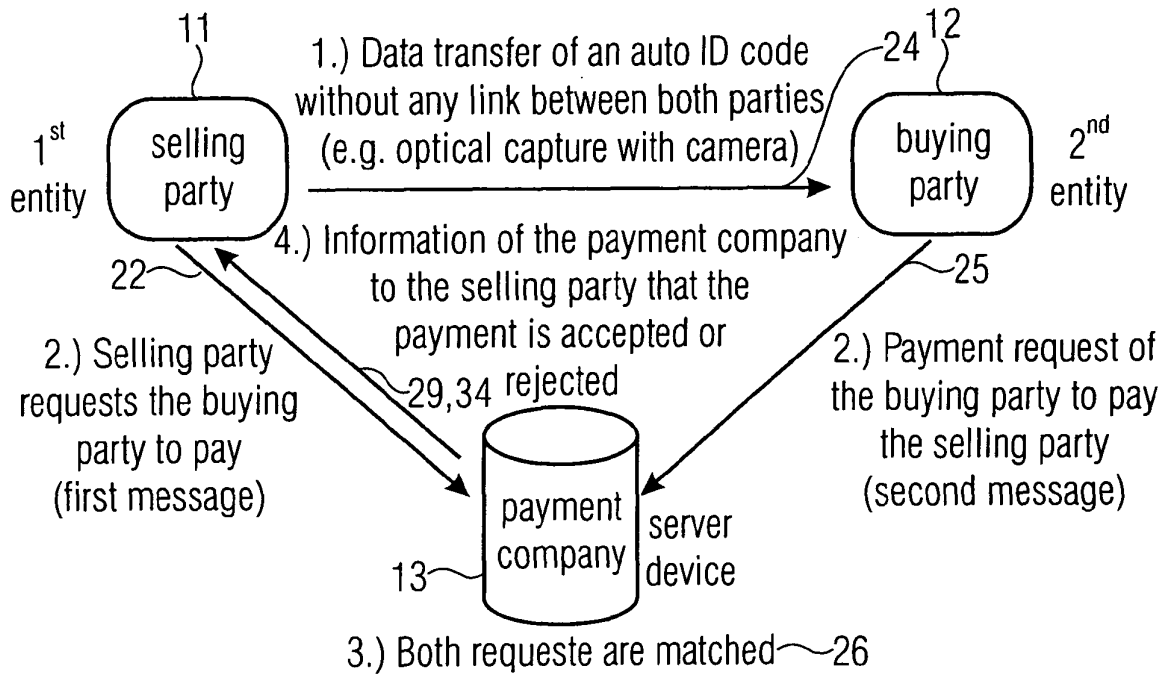 11
12
1.) Data transfer of an auto ID code
without any link between both parties
(e.g. optical capture with camera)
24
1st
entity
selling
party
buying
party
2nd
entity
4.) Information of the payment company
to the selling party that the
payment is accepted or
rejected
22
25
29,34
2.) Selling party
requests the buying
party to pay
(first message)
2.) Payment request of
the buying party to pay
the selling party
(second message)
payment
company
server
device
13
3.) Both requeste are matched
26